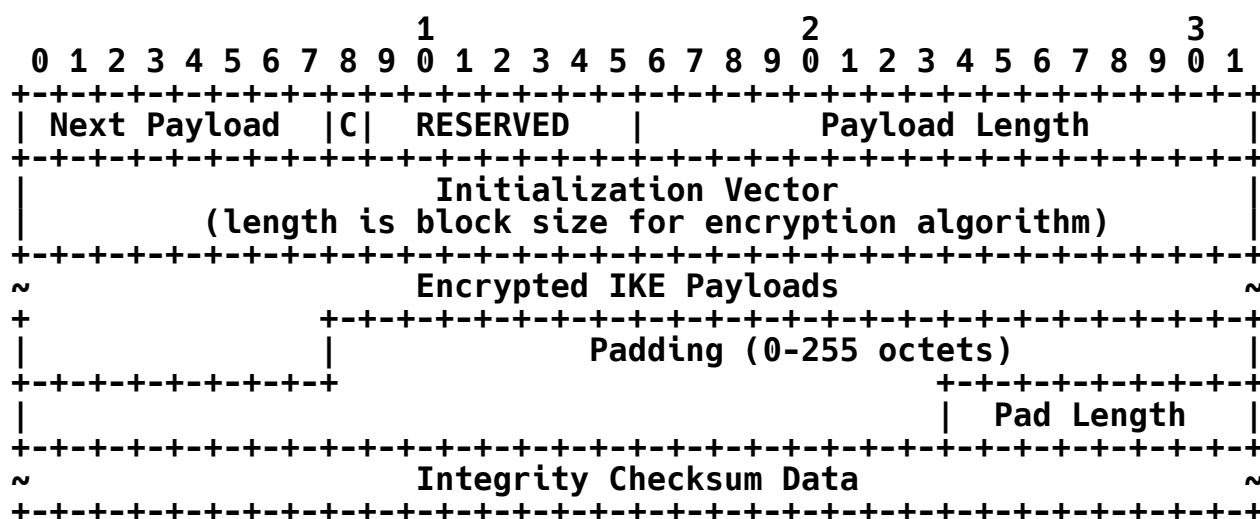 1                   2                   3
 0 1 2 3 4 5 6 7 8 9 0 1 2 3 4 5 6 7 8 9 0 1 2 3 4 5 6 7 8 9 0 1
+-+-+-+-+-+-+-+-+-+-+-+-+-+-+-+-+-+-+-+-+-+-+-+-+-+-+-+-+-+-+-+-+
| Next Payload  |C|  RESERVED   |         Payload Length        |
+-+-+-+-+-+-+-+-+-+-+-+-+-+-+-+-+-+-+-+-+-+-+-+-+-+-+-+-+-+-+-+-+
|                     Initialization Vector                     |
|         (length is block size for encryption algorithm)       |
+-+-+-+-+-+-+-+-+-+-+-+-+-+-+-+-+-+-+-+-+-+-+-+-+-+-+-+-+-+-+-+-+
~                    Encrypted IKE Payloads                     ~
+               +-+-+-+-+-+-+-+-+-+-+-+-+-+-+-+-+-+-+-+-+-+-+-+-+
|               |             Padding (0-255 octets)            |
+-+-+-+-+-+-+-+-+                               +-+-+-+-+-+-+-+-+
|                                               |  Pad Length   |
+-+-+-+-+-+-+-+-+-+-+-+-+-+-+-+-+-+-+-+-+-+-+-+-+-+-+-+-+-+-+-+-+
~                    Integrity Checksum Data                    ~
+-+-+-+-+-+-+-+-+-+-+-+-+-+-+-+-+-+-+-+-+-+-+-+-+-+-+-+-+-+-+-+-+